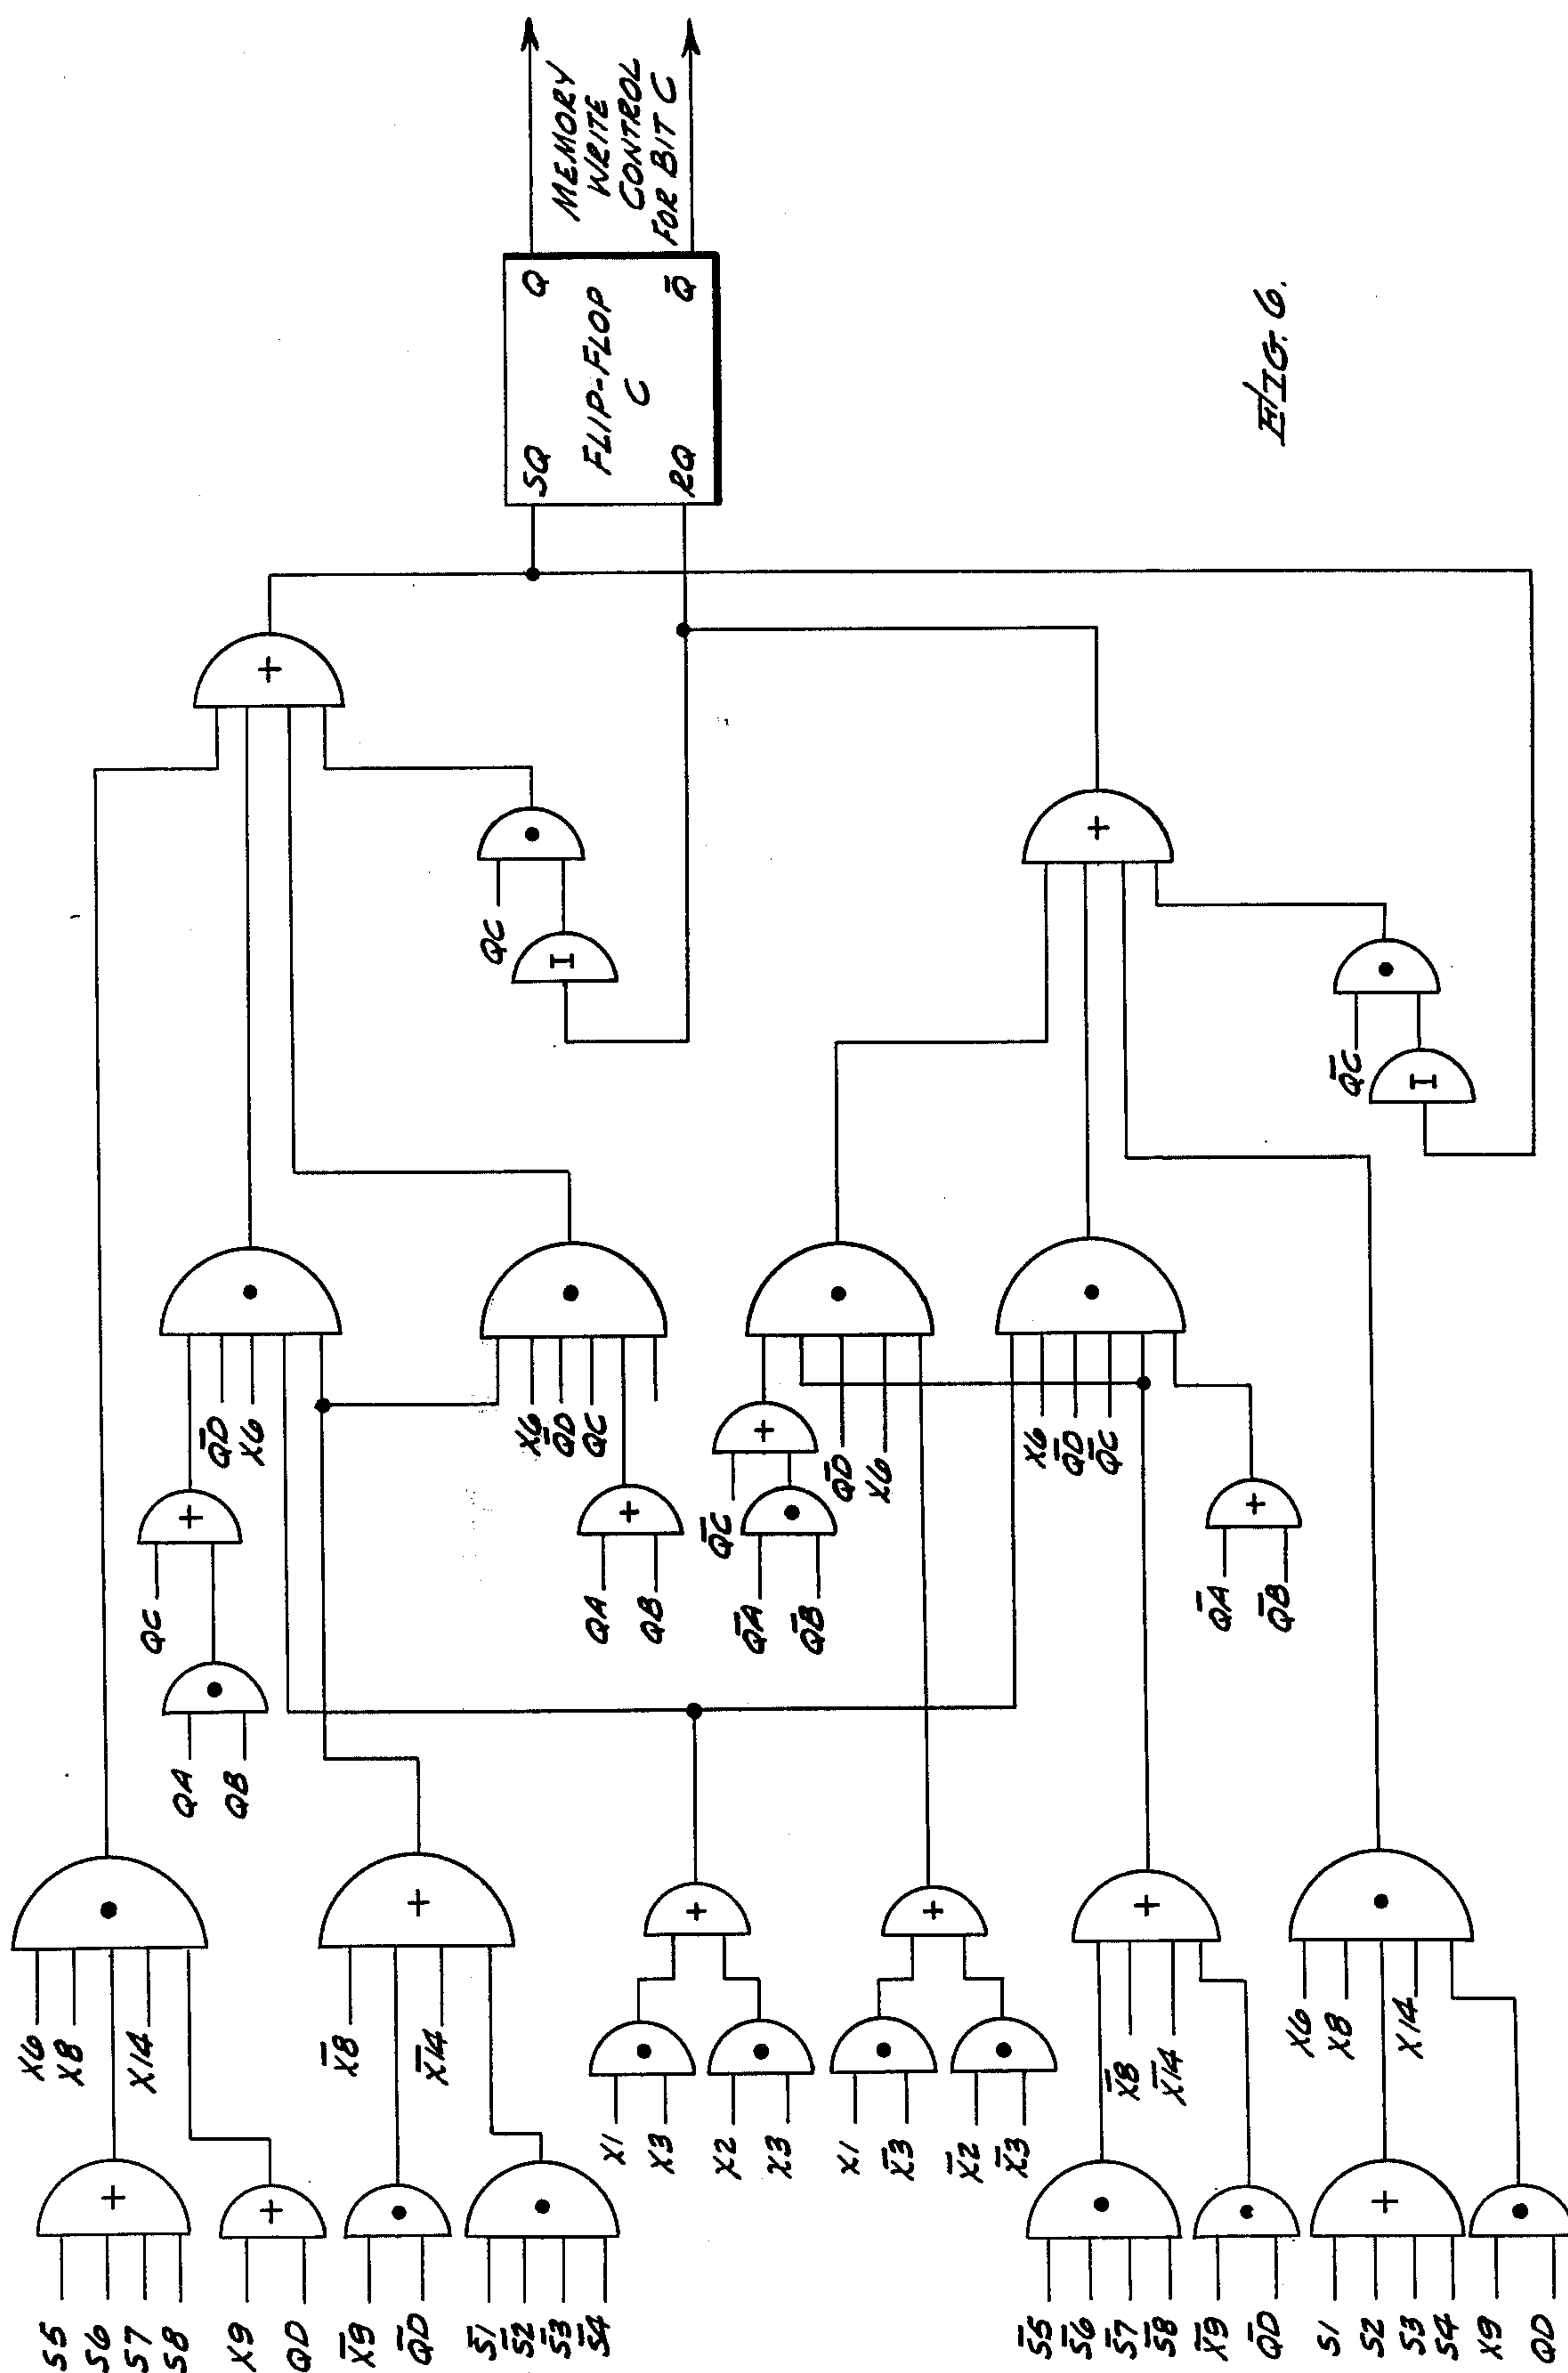 S5
S6
S7
S8
X9
QD
X̄9
Q̄D
S̄1
S̄2
S̄3
S̄4
S̄5
S̄6
S̄7
S̄8
X̄9
Q̄D
S1
S2
S3
S4
X9
QD
+
+
•
•
•
•
+
•
X6
X8
X14
X̄8
X̄14
X1
X3
X2
X3
X1
X̄3
X̄2
X̄3
X̄8
X̄14
X6
X8
X14
•
•
•
•
•
+
+
+
+
•
QA
QB
•
QC
+
QA
QB
+
Q̄A
Q̄B
•
Q̄C
+
Q̄A
Q̄B
+
Q̄D
X6
X6
Q̄D
QC
Q̄D
X6
X6
Q̄D
Q̄C
•
•
•
•
QC
I
•
Q̄C
I
•
+
+
SQ
Q
FLIP-FLOP
C
RQ
Q̄
MEMORY
WRITE
CONTROL
FOR BIT C
FIG. 6.